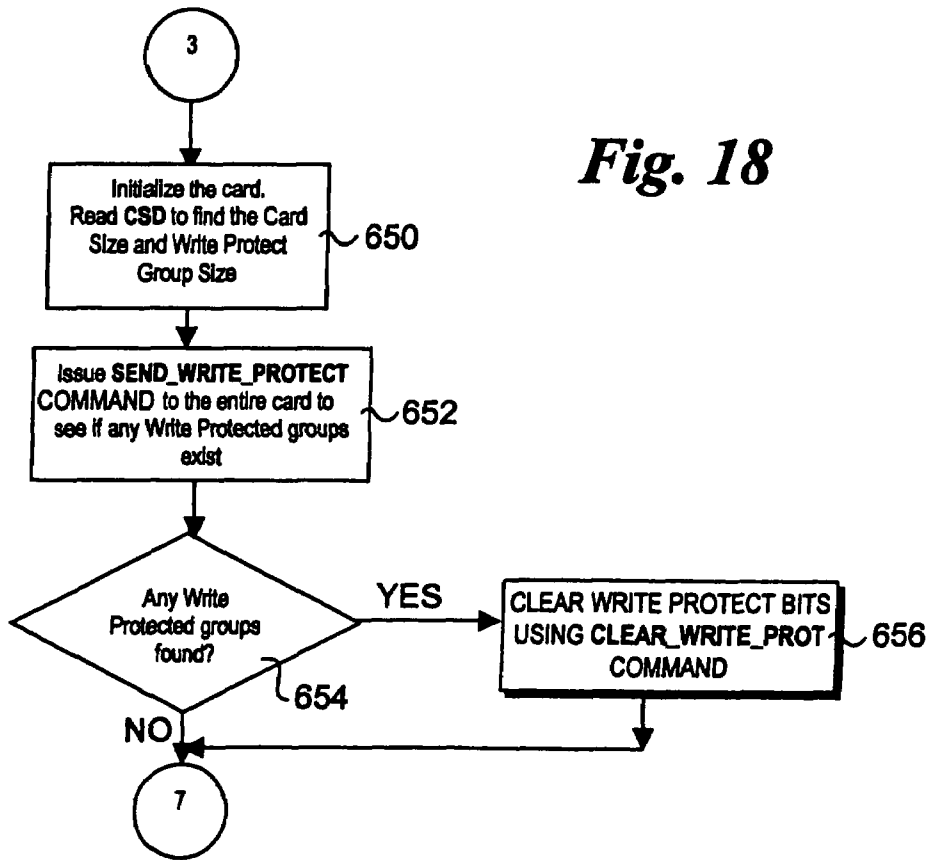 3
Fig. 18
Initialize the card.
Read CSD to find the Card
Size and Write Protect
Group Size
650
Issue SEND_WRITE_PROTECT
COMMAND to the entire card to
see if any Write Protected groups
exist
652
Any Write
Protected groups
found?
654
YES
CLEAR WRITE PROTECT BITS
USING CLEAR_WRITE_PROT
COMMAND
656
NO
7